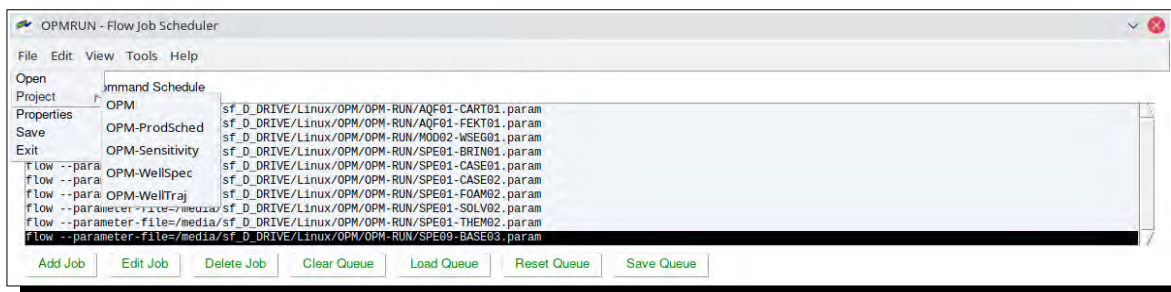 OPMRUN - Flow Job Scheduler
File Edit View Tools Help
Open
Project
Properties
Save
Exit
OPM
OPM-ProdSched
OPM-Sensitivity
OPM-WellSpec
OPM-WellTraj
ommand Schedule
sf_D_DRIVE/Linux/OPM/OPM-RUN/AQF01-CART01.param
sf_D_DRIVE/Linux/OPM/OPM-RUN/AQF01-FEKT01.param
sf_D_DRIVE/Linux/OPM/OPM-RUN/MOD02-WSEG01.param
sf_D_DRIVE/Linux/OPM/OPM-RUN/SPE01-BRIN01.param
flow --para sf_D_DRIVE/Linux/OPM/OPM-RUN/SPE01-CASE01.param
flow --para sf_D_DRIVE/Linux/OPM/OPM-RUN/SPE01-CASE02.param
flow --para sf_D_DRIVE/Linux/OPM/OPM-RUN/SPE01-FOAM02.param
flow --parameter-file=/media/sf_D_DRIVE/Linux/OPM/OPM-RUN/SPE01-SOLV02.param
flow --parameter-file=/media/sf_D_DRIVE/Linux/OPM/OPM-RUN/SPE01-THEM02.param
flow --parameter-file=/media/sf_D_DRIVE/Linux/OPM/OPM-RUN/SPE09-BASE03.param
Add Job Edit Job Delete Job Clear Queue Load Queue Reset Queue Save Queue